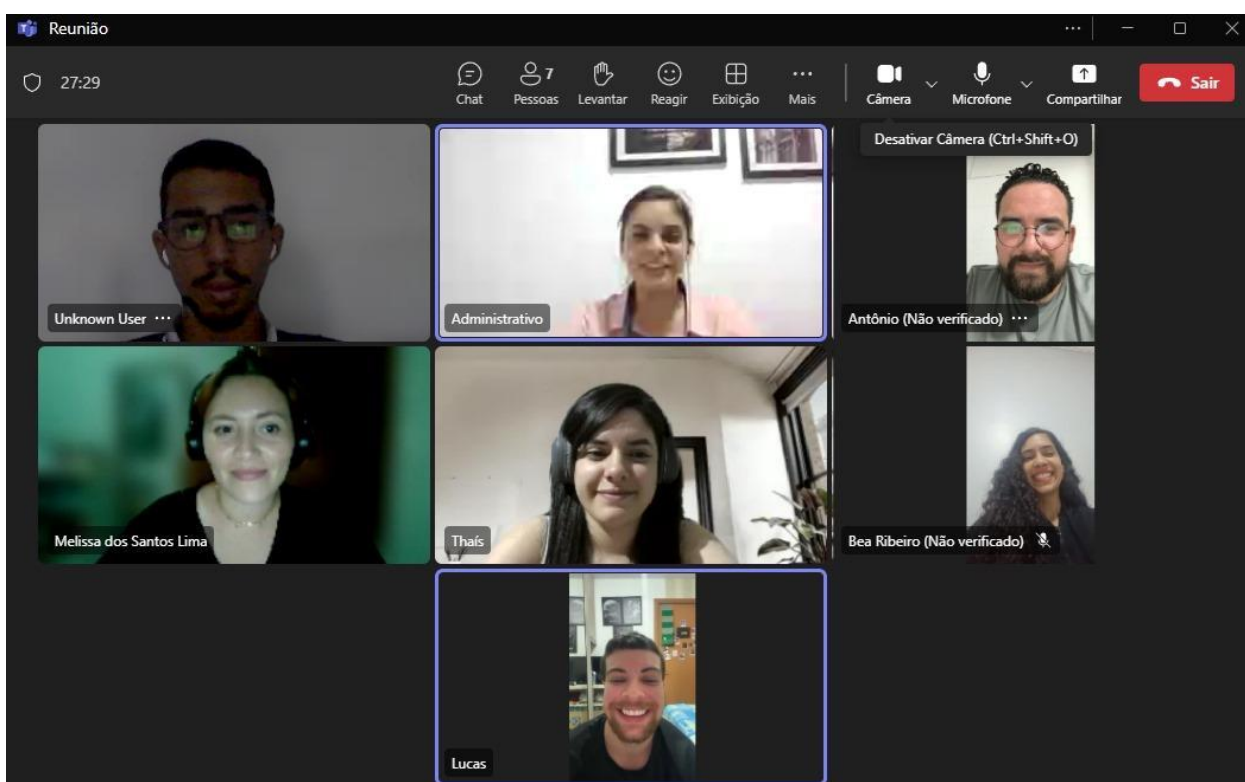 Reunião
27:29
Chat
7
Pessoas
Levantar
Reagir
Exibição
Mais
Câmera
Microfone
Compartilhar
Sair
Desativar Câmera (Ctrl+Shift+O)
Unknown User
Administrativo
Antônio (Não verificado)
Melissa dos Santos Lima
Thaís
Bea Ribeiro (Não verificado)
Lucas